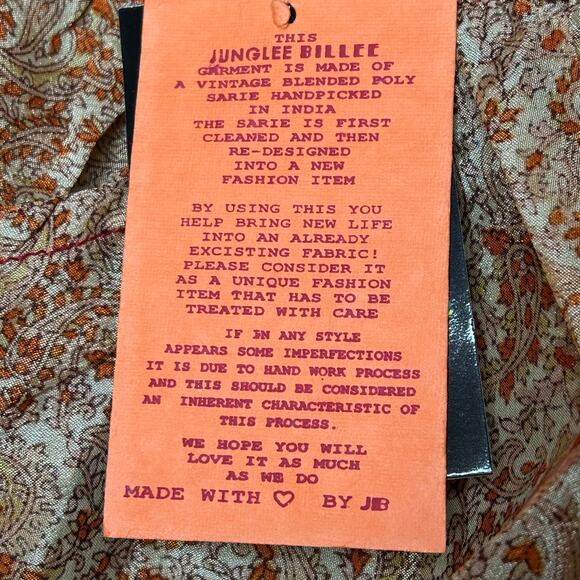 THIS
JUNGLEE BILLEE
GARMENT IS MADE OF
A VINTAGE BLENDED POLY
SARIE HANDPICKED
IN INDIA
THE SARIE IS FIRST
CLEANED AND THEN
RE-DESIGNED
INTO A NEW
FASHION ITEM
BY USING THIS YOU
HELP BRING NEW LIFE
INTO AN ALREADY
EXCISTING FABRIC!
PLEASE CONSIDER IT
AS A UNIQUE FASHION
ITEM THAT HAS TO BE
TREATED WITH CARE
IF IN ANY STYLE
APPEARS SOME IMPERFECTIONS
IT IS DUE TO HAND WORK PROCESS
AND THIS SHOULD BE CONSIDERED
AN INHERENT CHARACTERISTIC OF
THIS PROCESS.
WE HOPE YOU WILL
LOVE IT AS MUCH
AS WE DO
MADE WITH ♡ BY JB